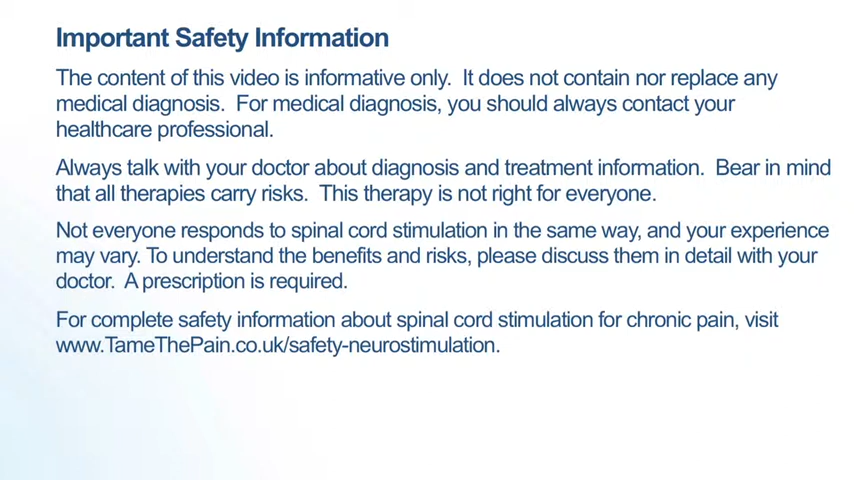 Important Safety Information
The content of this video is informative only.  It does not contain nor replace any
medical diagnosis.  For medical diagnosis, you should always contact your
healthcare professional.
Always talk with your doctor about diagnosis and treatment information.  Bear in mind
that all therapies carry risks.  This therapy is not right for everyone.
Not everyone responds to spinal cord stimulation in the same way, and your experience
may vary. To understand the benefits and risks, please discuss them in detail with your
doctor.  A prescription is required.
For complete safety information about spinal cord stimulation for chronic pain, visit
www.TameThePain.co.uk/safety-neurostimulation.